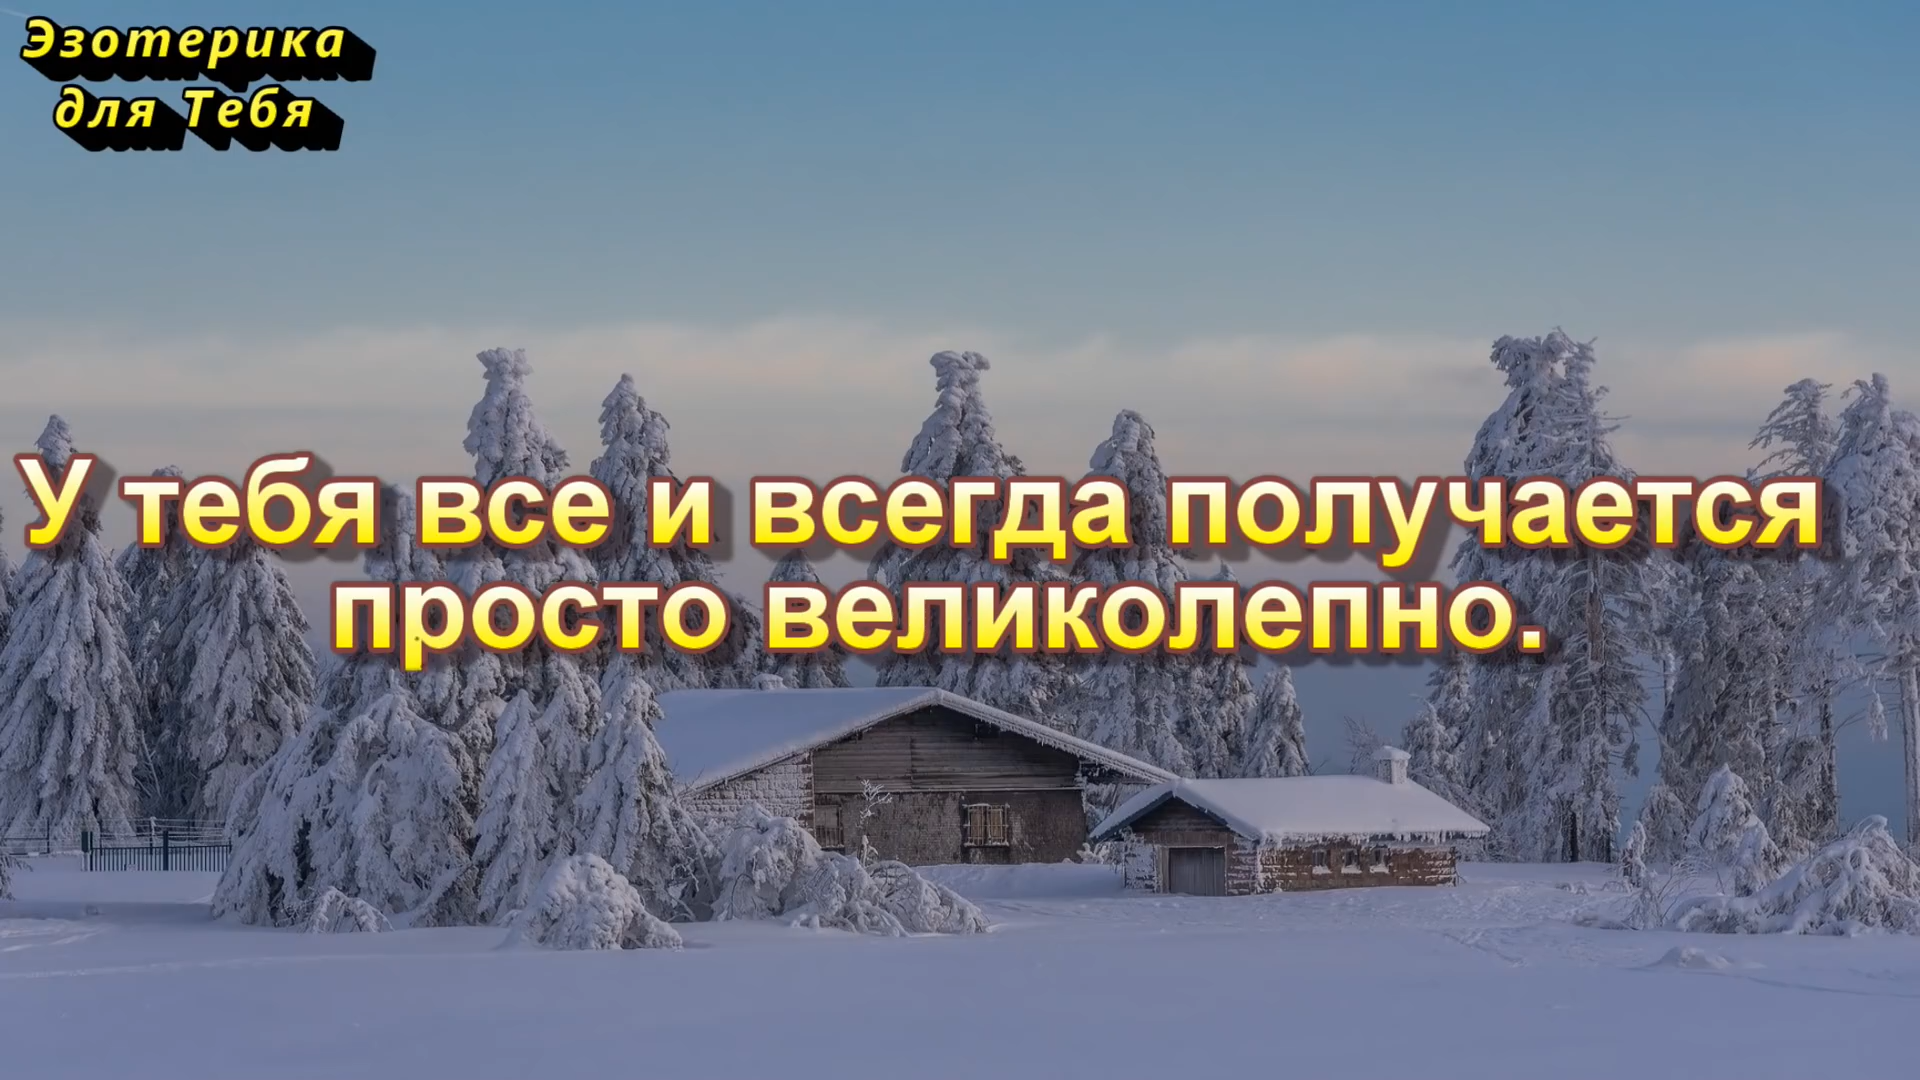 Эзотерика
для Тебя
У тебя все и всегда получается
просто великолепно.